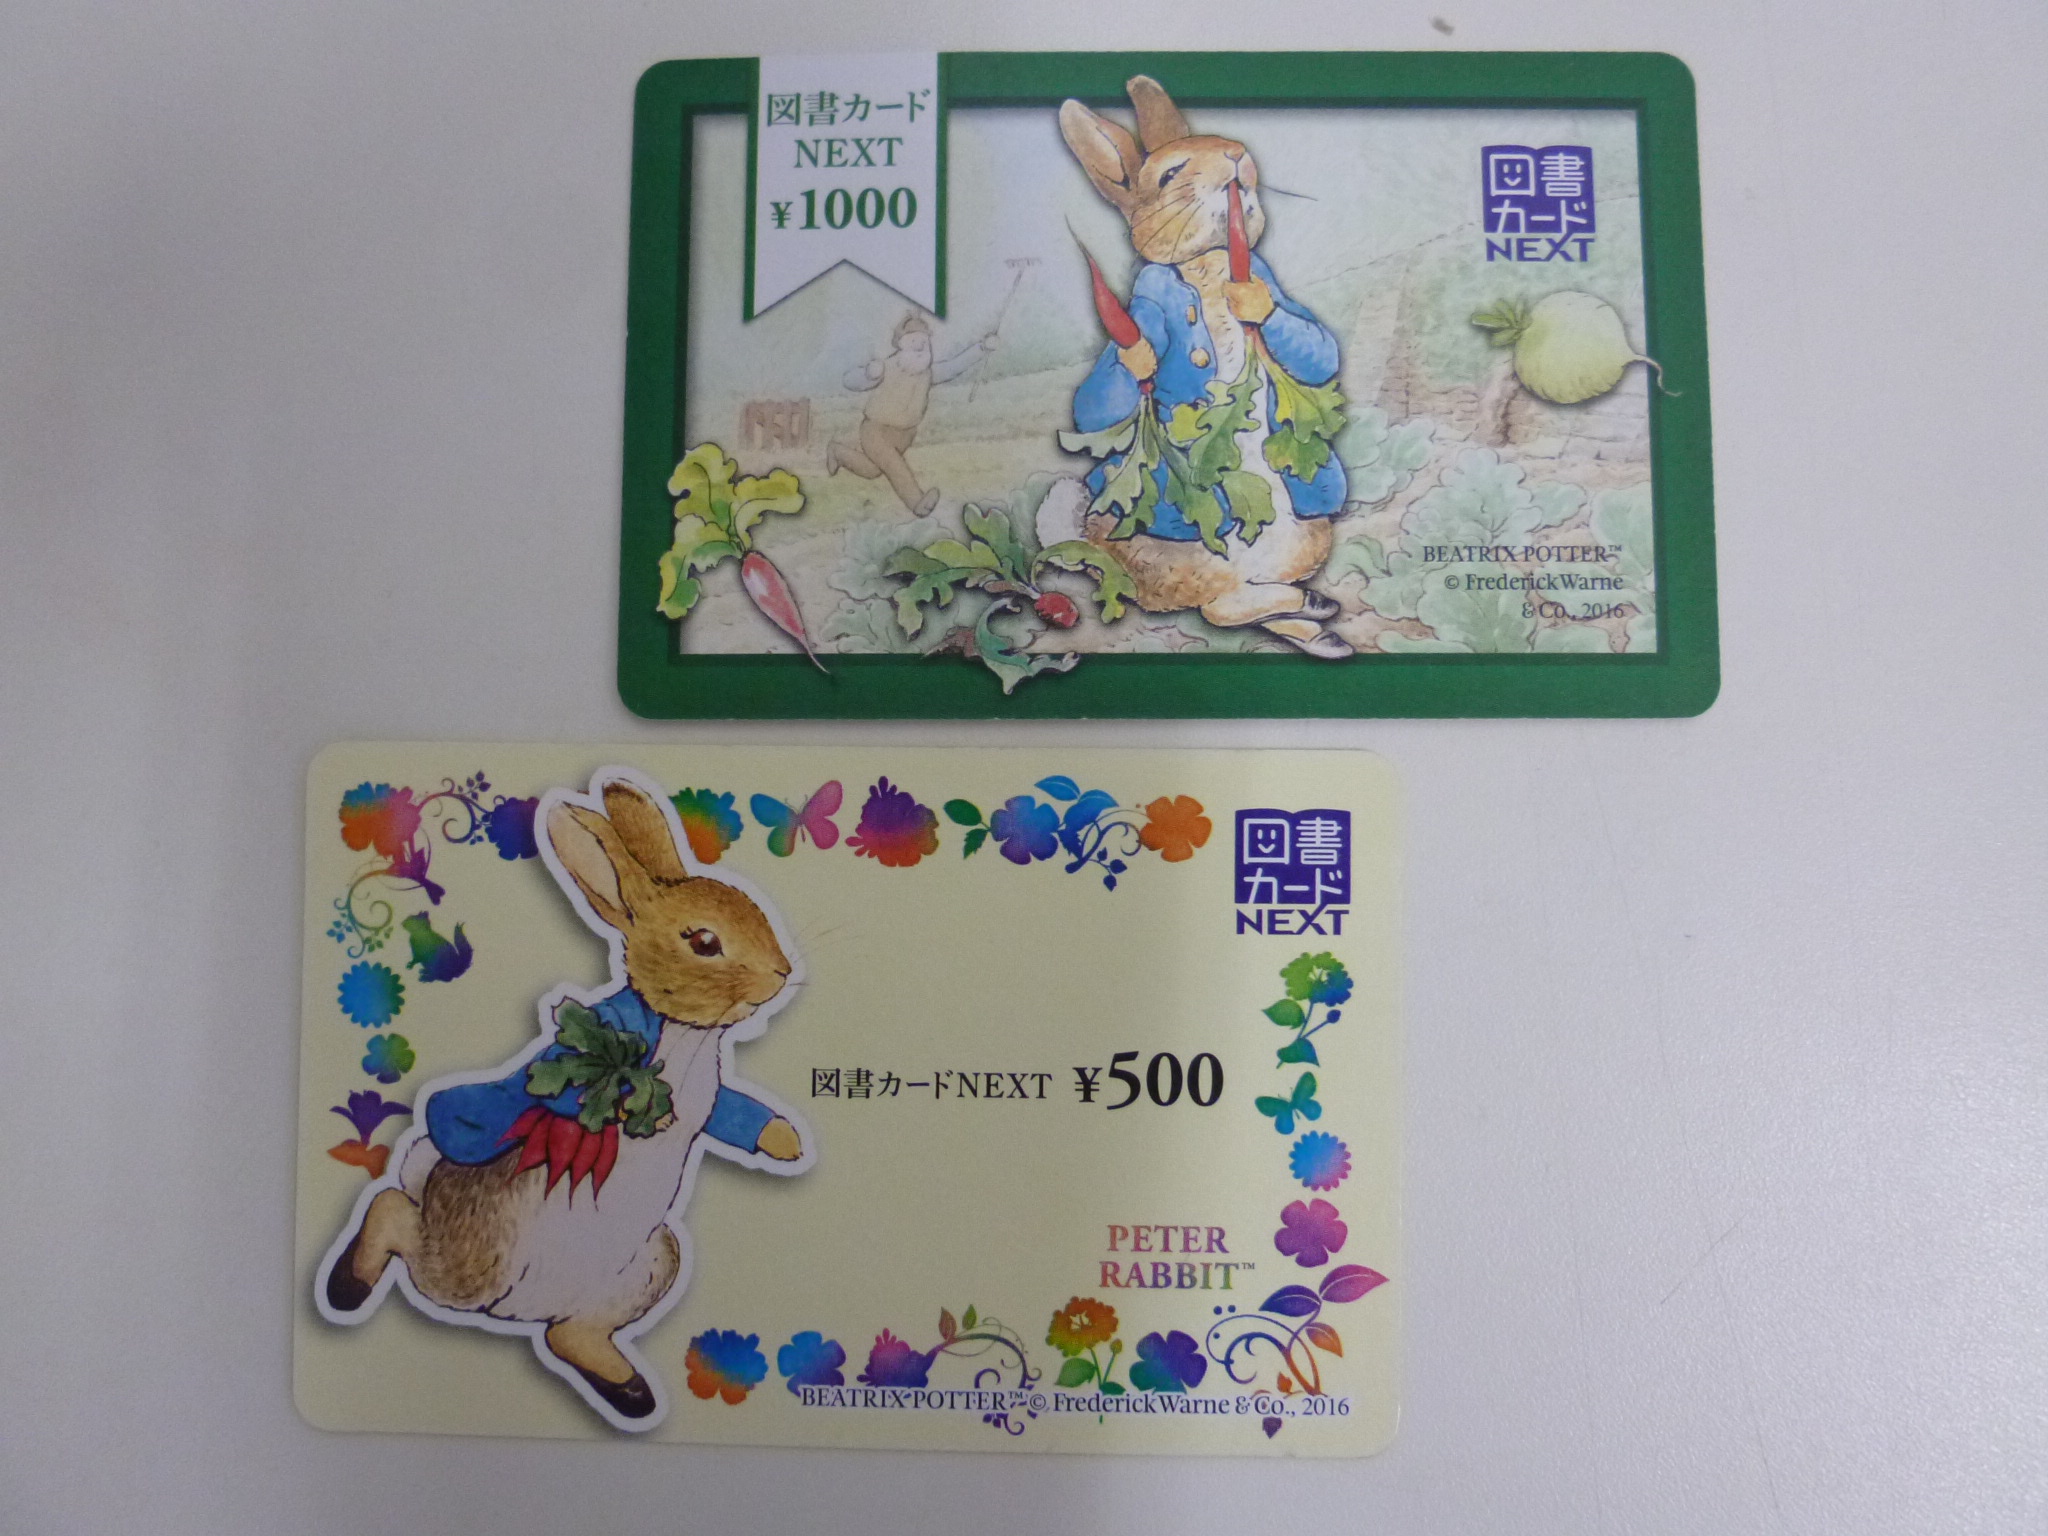 図書カード
NEXT
¥1000
図書
カード
NEXT
BEATRIX POTTER™
© Frederick Warne
& Co., 2016
図書
カード
NEXT
図書カードNEXT ¥500
PETER
RABBIT™
BEATRIX POTTER™ © Frederick Warne & Co., 2016